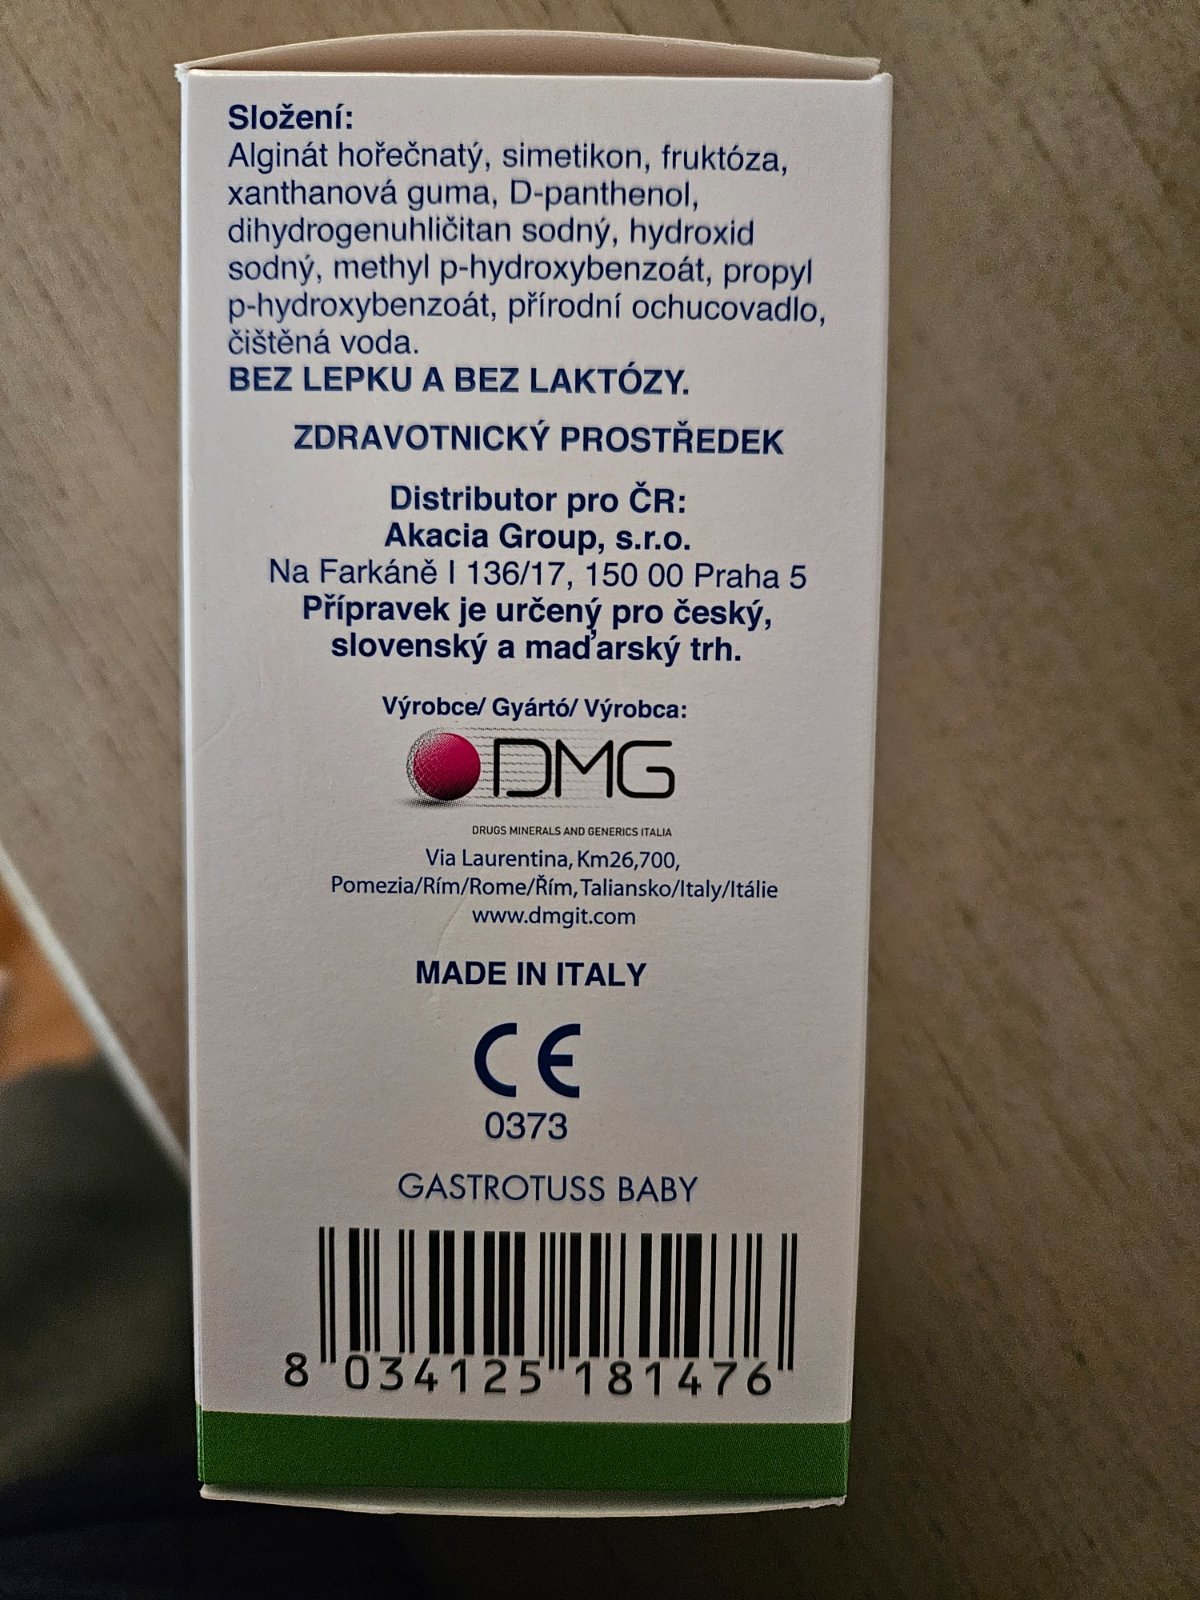 Složení:
Alginát hořečnatý, simetikon, fruktóza,
xanthanová guma, D-panthenol,
dihydrogenuhličitan sodný, hydroxid
sodný, methyl p-hydroxybenzoát, propyl
p-hydroxybenzoát, přírodní ochucovadlo,
čištěná voda.
BEZ LEPKU A BEZ LAKTÓZY.
ZDRAVOTNICKÝ PROSTŘEDEK
Distributor pro ČR:
Akacia Group, s.r.o.
Na Farkáně I 136/17, 150 00 Praha 5
Přípravek je určený pro český,
slovenský a maďarský trh.
Výrobce/ Gyártó/ Výrobca:
DMG
DRUGS MINERALS AND GENERICS ITALIA
Via Laurentina, Km26,700,
Pomezia/Rím/Rome/Řím, Taliansko/Italy/Itálie
www.dmgit.com
MADE IN ITALY
CE
0373
GASTROTUSS BABY
8 034125 181476